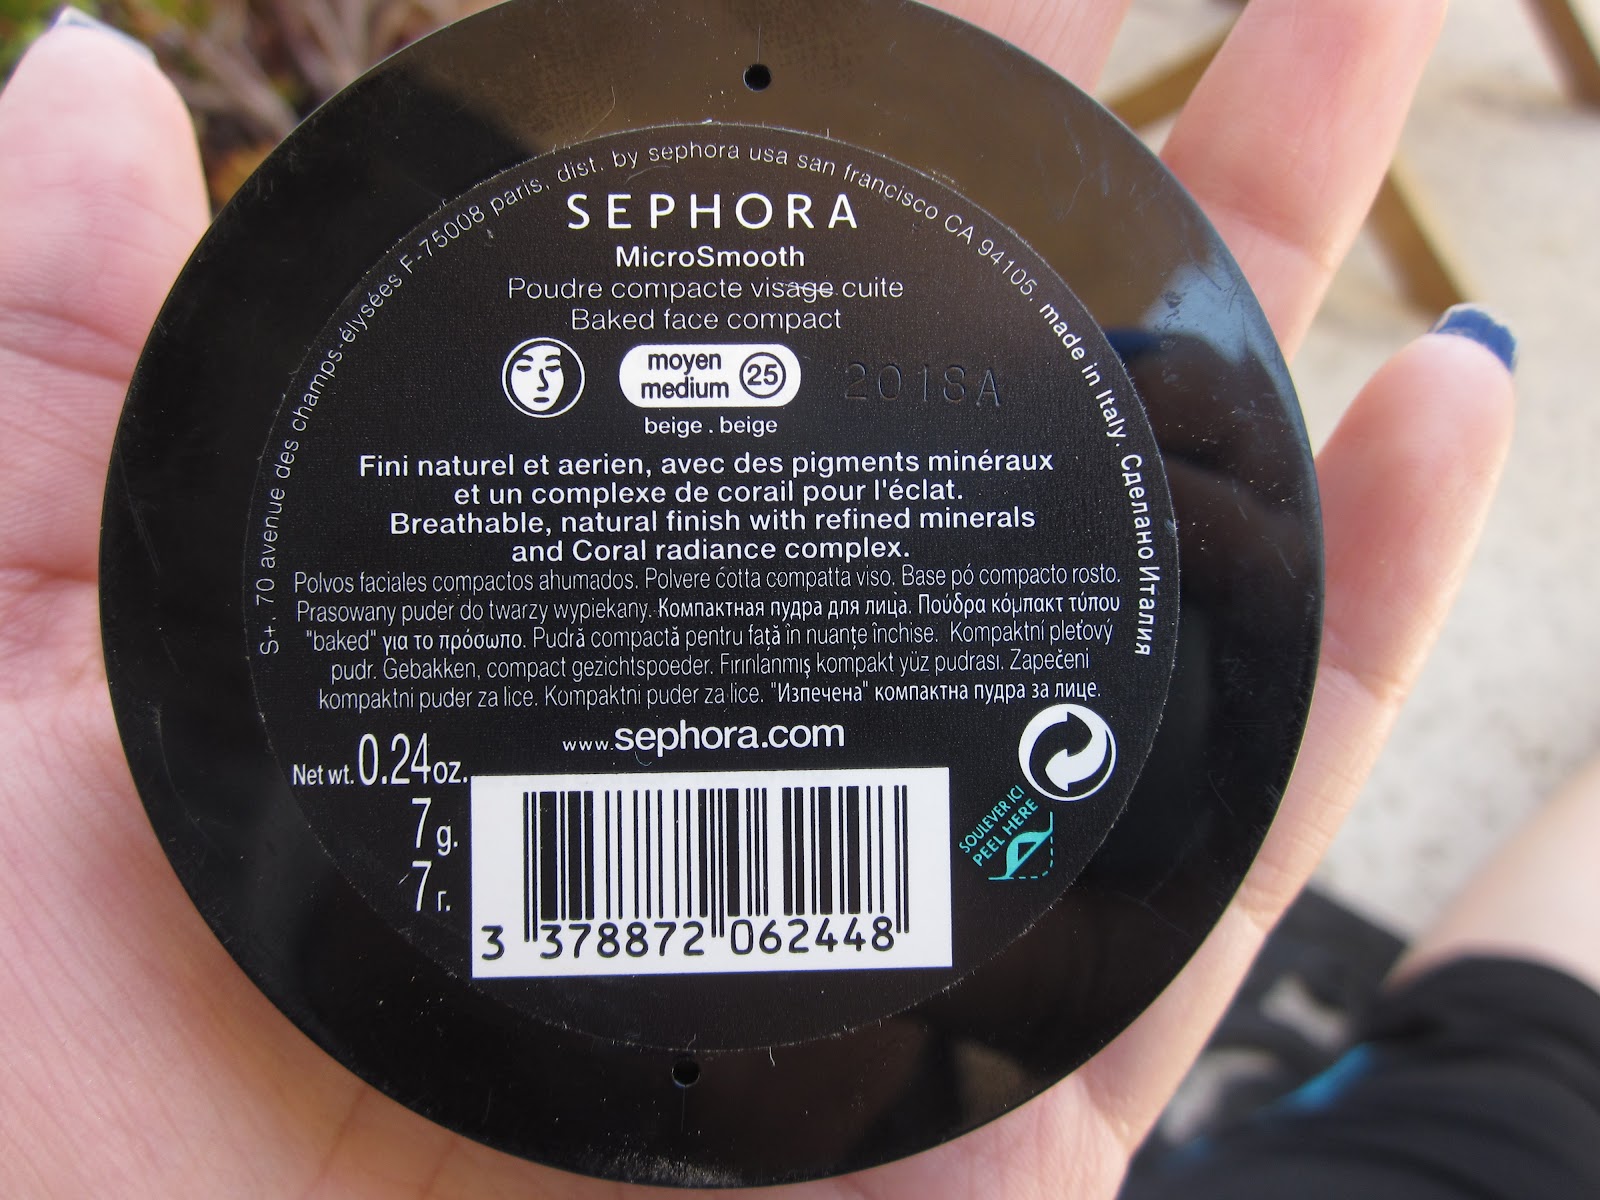 S+. 70 avenue des champs-élysées F-75008 paris, dist. by sephora usa san francisco CA 94105. made in Italy. Сделано Италия
SEPHORA
MicroSmooth
Poudre compacte visage cuite
Baked face compact
moyen
medium 25
2018A
beige . beige
Fini naturel et aerien, avec des pigments minéraux
et un complexe de corail pour l'éclat.
Breathable, natural finish with refined minerals
and Coral radiance complex.
Polvos faciales compactos ahumados. Polvere cotta compatta viso. Base pó compacto rosto.
Prasowany puder do twarzy wypiekany. Компактная пудра для лица. Πούδρα κόμπακτ τύπου
"baked" για το πρόσωπο. Pudră compactă pentru față în nuanțe închise. Kompaktní pleťový
pudr. Gebakken, compact gezichtspoeder. Fırınlanmış kompakt yüz pudrası. Zapečeni
kompaktni puder za lice. Kompaktni puder za lice. "Изпечена" компактна пудра за лице.
www.sephora.com
Net wt. 0.24oz.
7 g.
7 г.
SOULEVER ICI
PEEL HERE
3 378872 062448